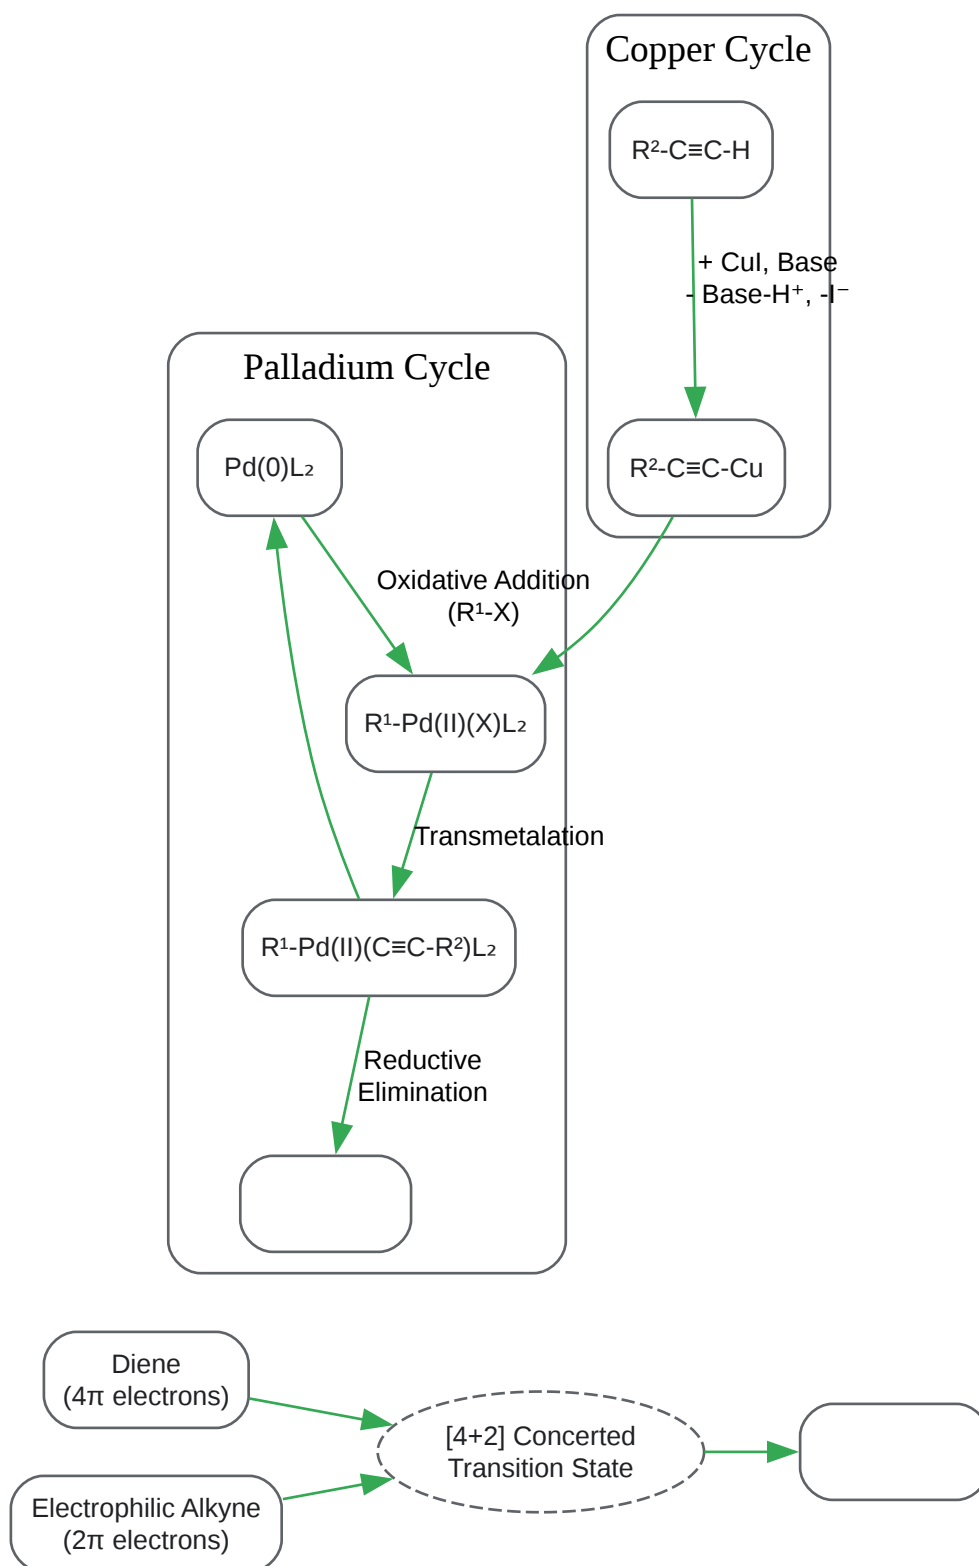 Copper Cycle
R²-C≡C-H
+ CuI, Base
- Base-H⁺, -I⁻
Palladium Cycle
Pd(0)L₂
R²-C≡C-Cu
Oxidative Addition
(R¹-X)
R¹-Pd(II)(X)L₂
Transmetalation
R¹-Pd(II)(C≡C-R²)L₂
Reductive
Elimination
Diene
(4π electrons)
[4+2] Concerted
Transition State
Electrophilic Alkyne
(2π electrons)